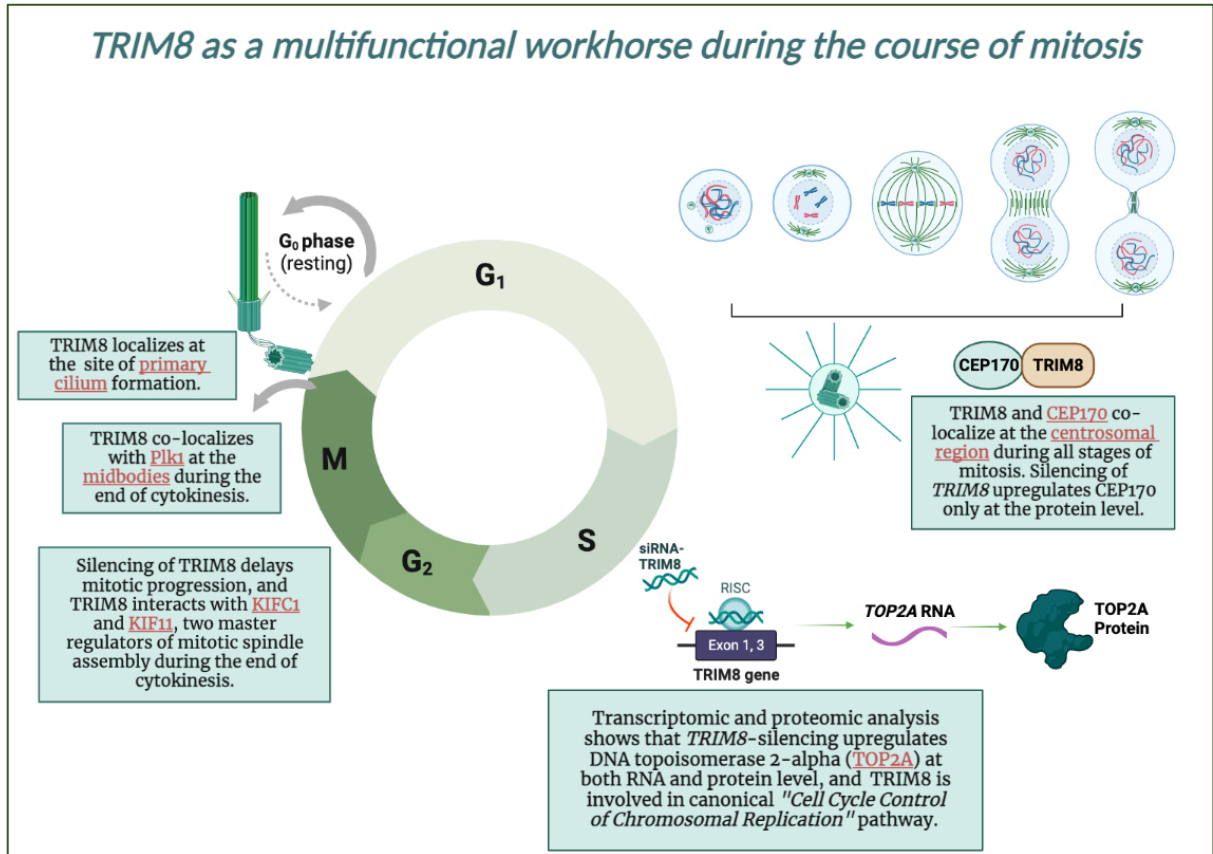 TRIM8 as a multifunctional workhorse during the course of mitosis
G₀ phase
(resting)
G₁
TRIM8 localizes at
the site of primary
cilium formation.
TRIM8 co-localizes
with Plk1 at the
midbodies during the
end of cytokinesis.
M
G₂
S
Silencing of TRIM8 delays
mitotic progression, and
TRIM8 interacts with KIFC1
and KIF11, two master
regulators of mitotic spindle
assembly during the end of
cytokinesis.
CEP170 TRIM8
TRIM8 and CEP170 co-
localize at the centrosomal
region during all stages of
mitosis. Silencing of
TRIM8 upregulates CEP170
only at the protein level.
siRNA-
TRIM8
RISC
Exon 1, 3
TRIM8 gene
TOP2A RNA
TOP2A
Protein
Transcriptomic and proteomic analysis
shows that TRIM8-silencing upregulates
DNA topoisomerase 2-alpha (TOP2A) at
both RNA and protein level, and TRIM8 is
involved in canonical "Cell Cycle Control
of Chromosomal Replication" pathway.